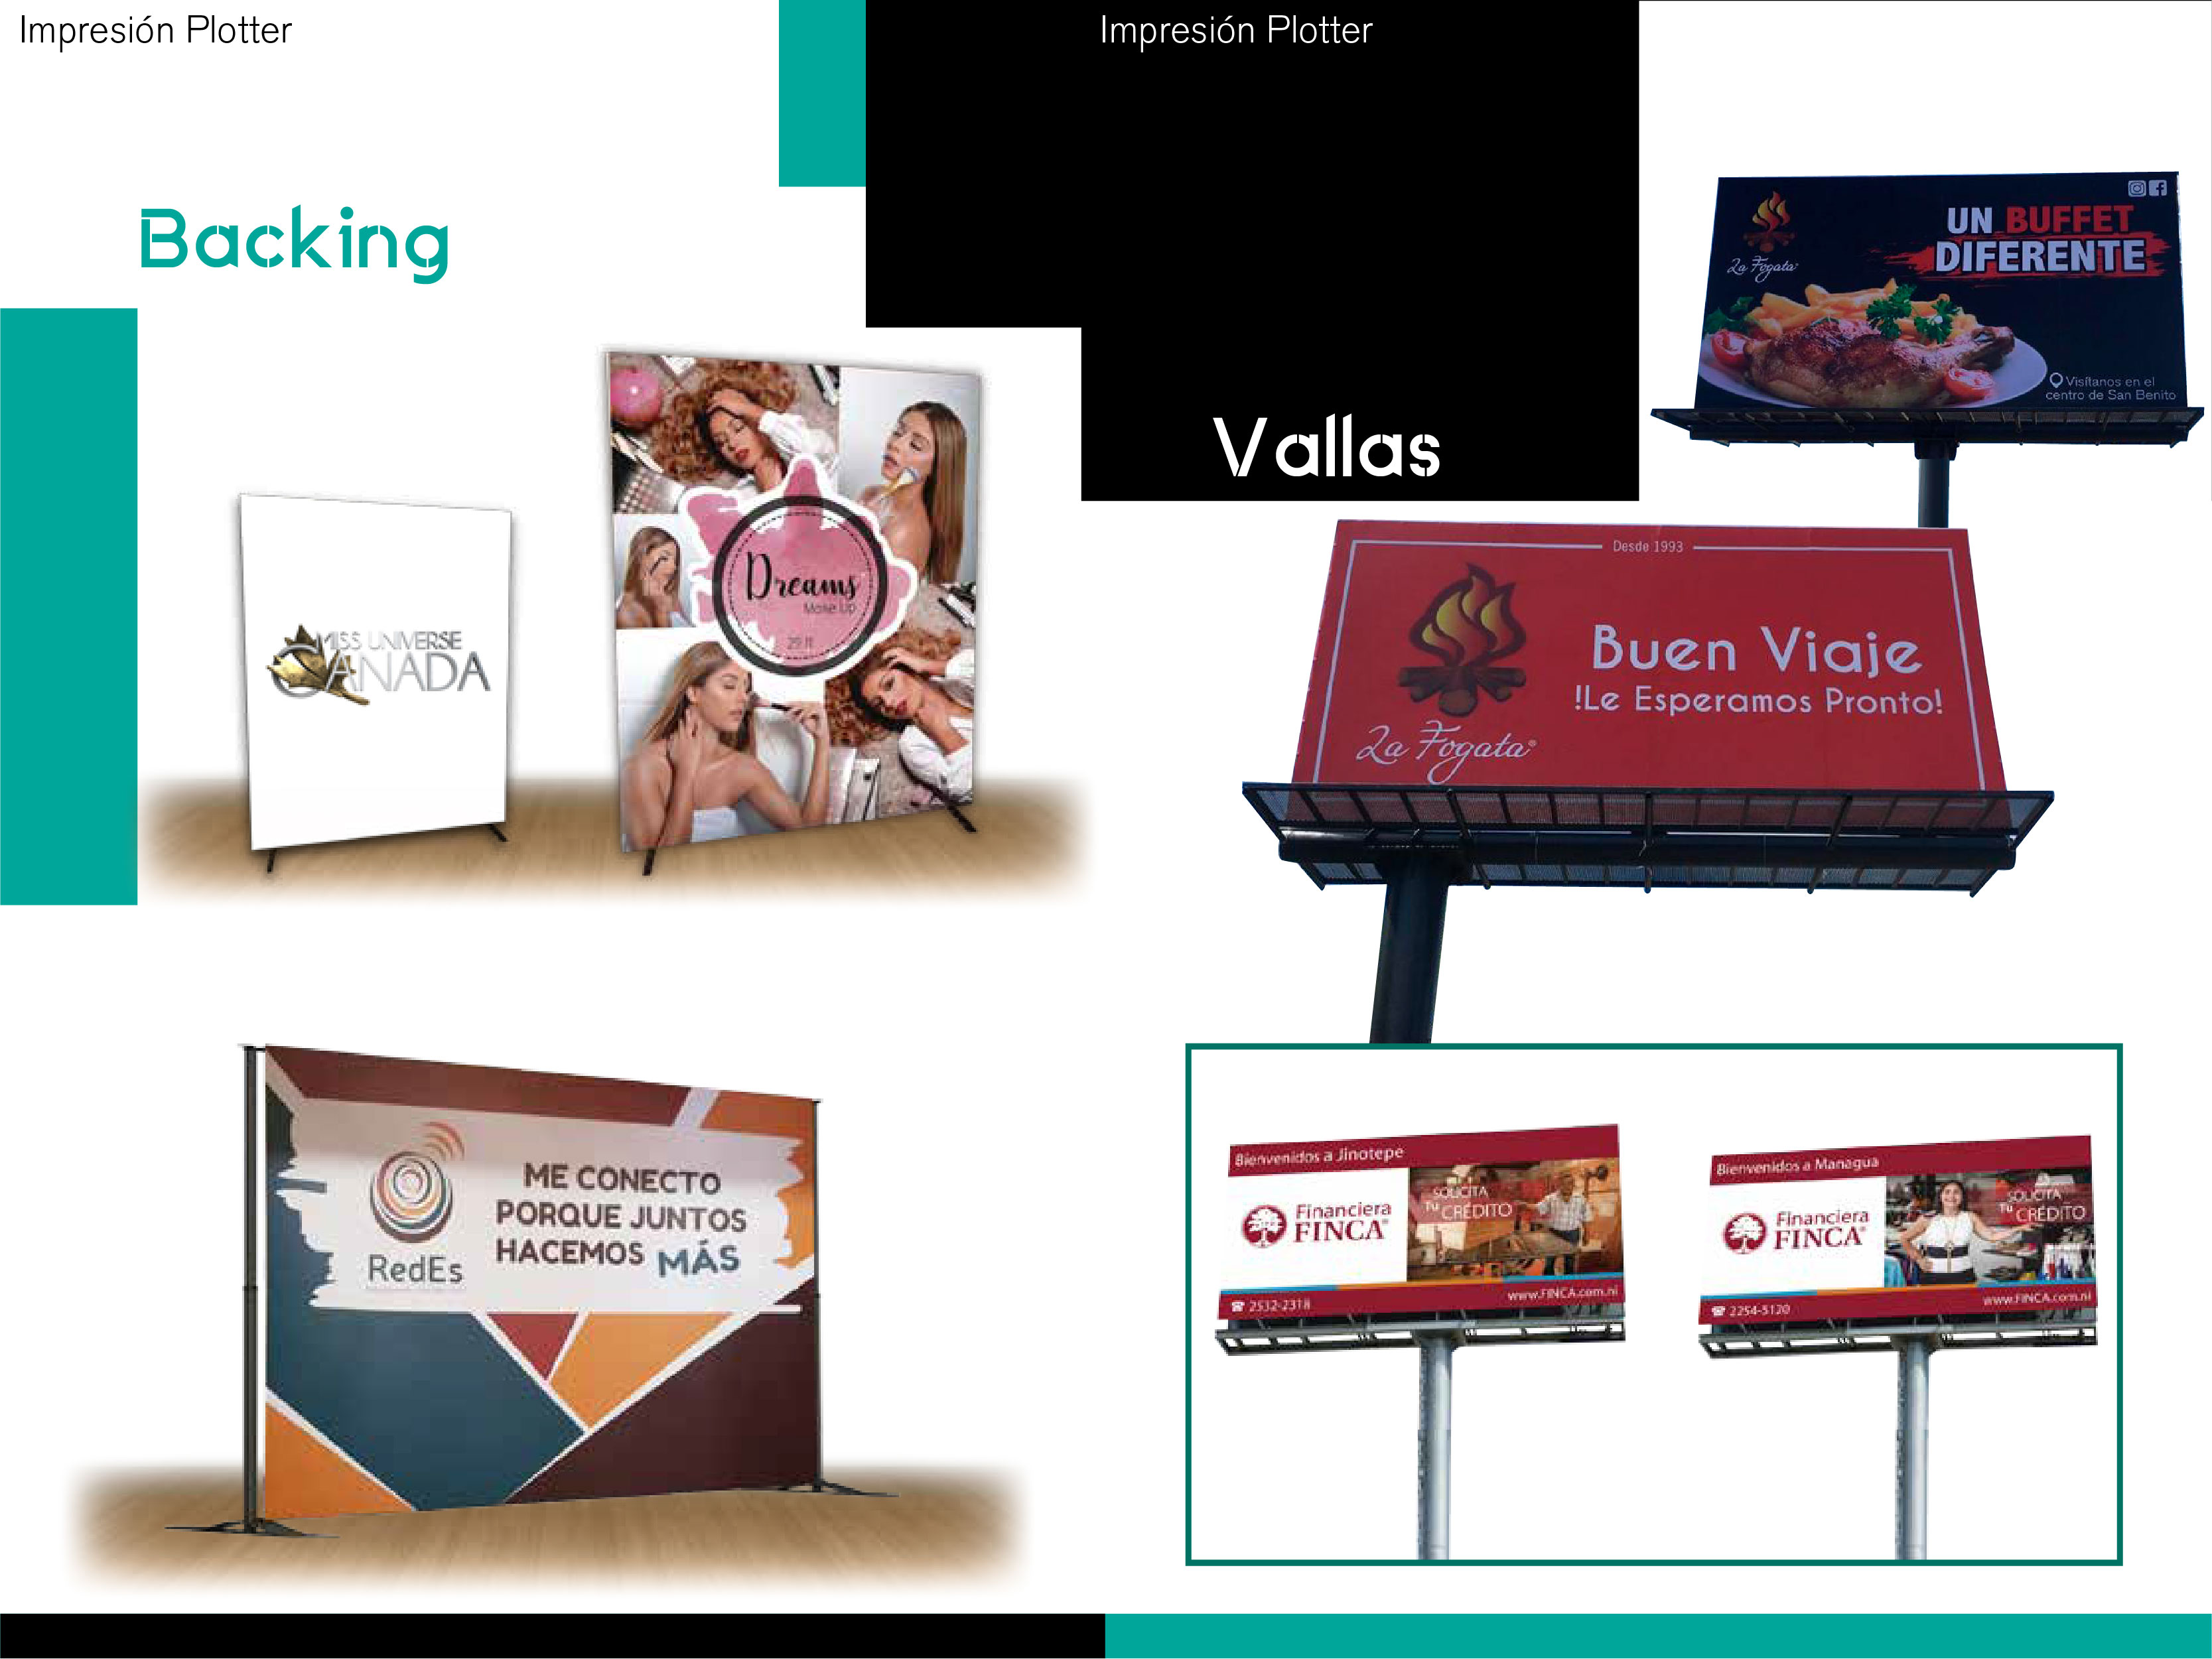 Impresión Plotter
Backing
MISS UNIVERSE
CANADA
Dreams
Make Up
29.11
RedEs
ME CONECTO
PORQUE JUNTOS
HACEMOS MÁS
Impresión Plotter
Vallas
La Fogata
UN BUFFET
DIFERENTE
Visítanos en el
centro de San Benito
Desde 1993
Buen Viaje
!Le Esperamos Pronto!
La Fogata®
Bienvenidos a Jinotepe
Financiera
FINCA®
SOLICITA
Tu CRÉDITO
☎ 2532-2318
www.FINCA.com.ni
Bienvenidos a Managua
Financiera
FINCA®
SOLICITA
Tu CRÉDITO
☎ 2254-5120
www.FINCA.com.ni